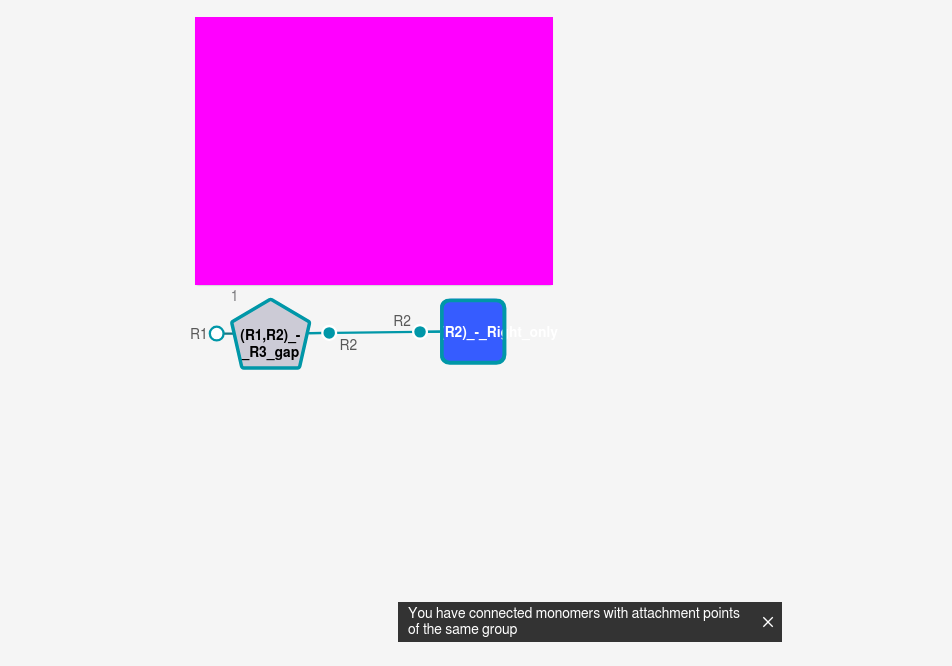 1
R1
(R1,R2)_-
_R3_gap
R2
R2
R2)_-_Right_only
You have connected monomers with attachment points
of the same group